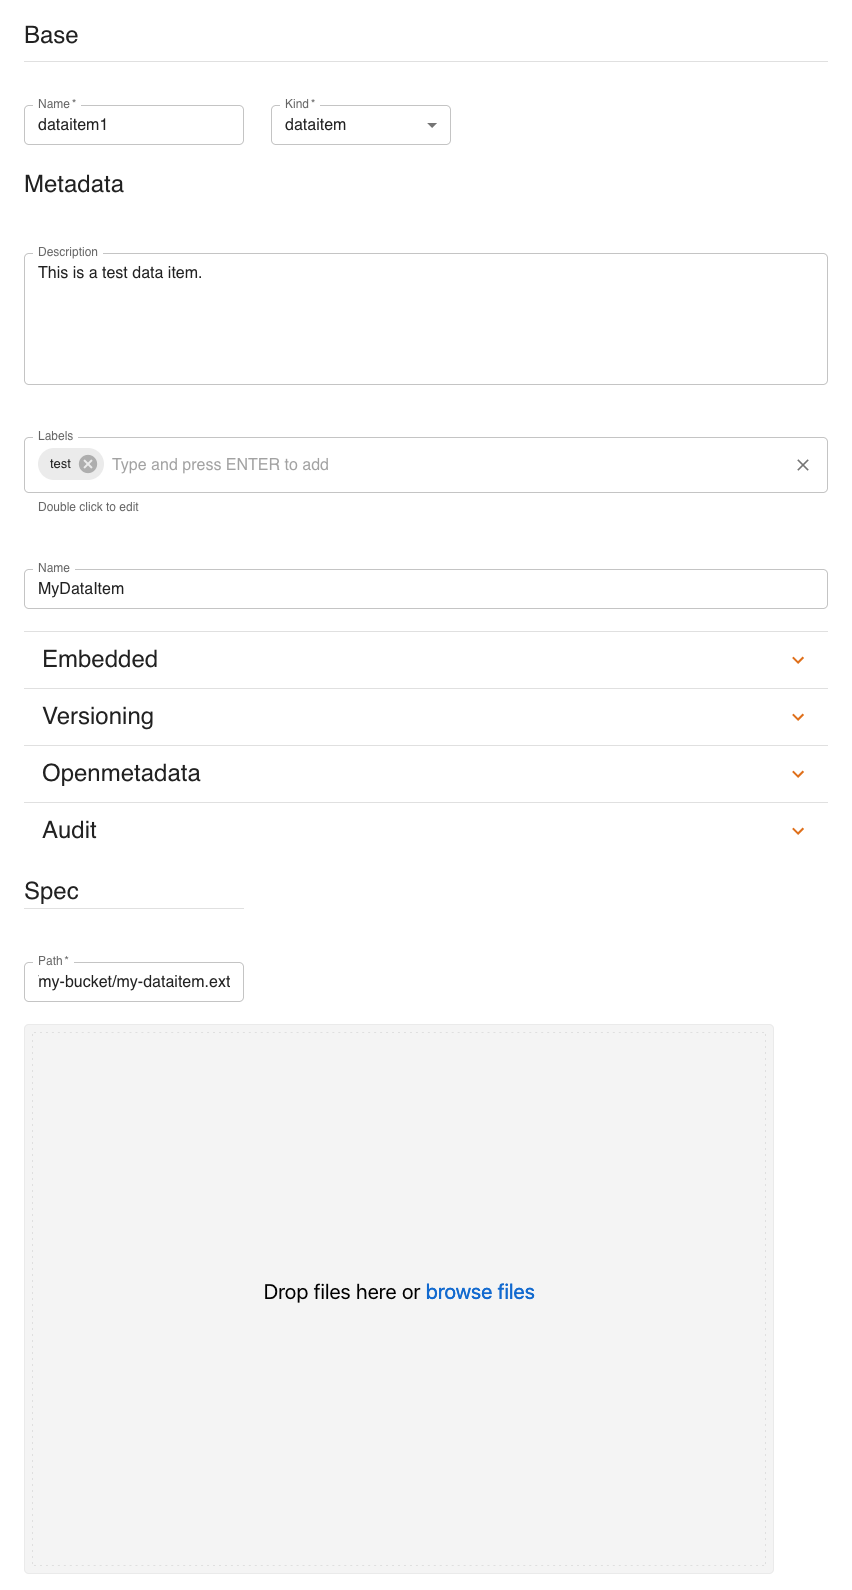 Base
Name *
Kind *
dataitem1
dataitem
Metadata
Description
This is a test data item.
Labels
test
Type and press ENTER to add
Double click to edit
Name
MyDataItem
Embedded
Versioning
Openmetadata
Audit
Spec
Path *
my-bucket/my-dataitem.ext
Drop files here or browse files